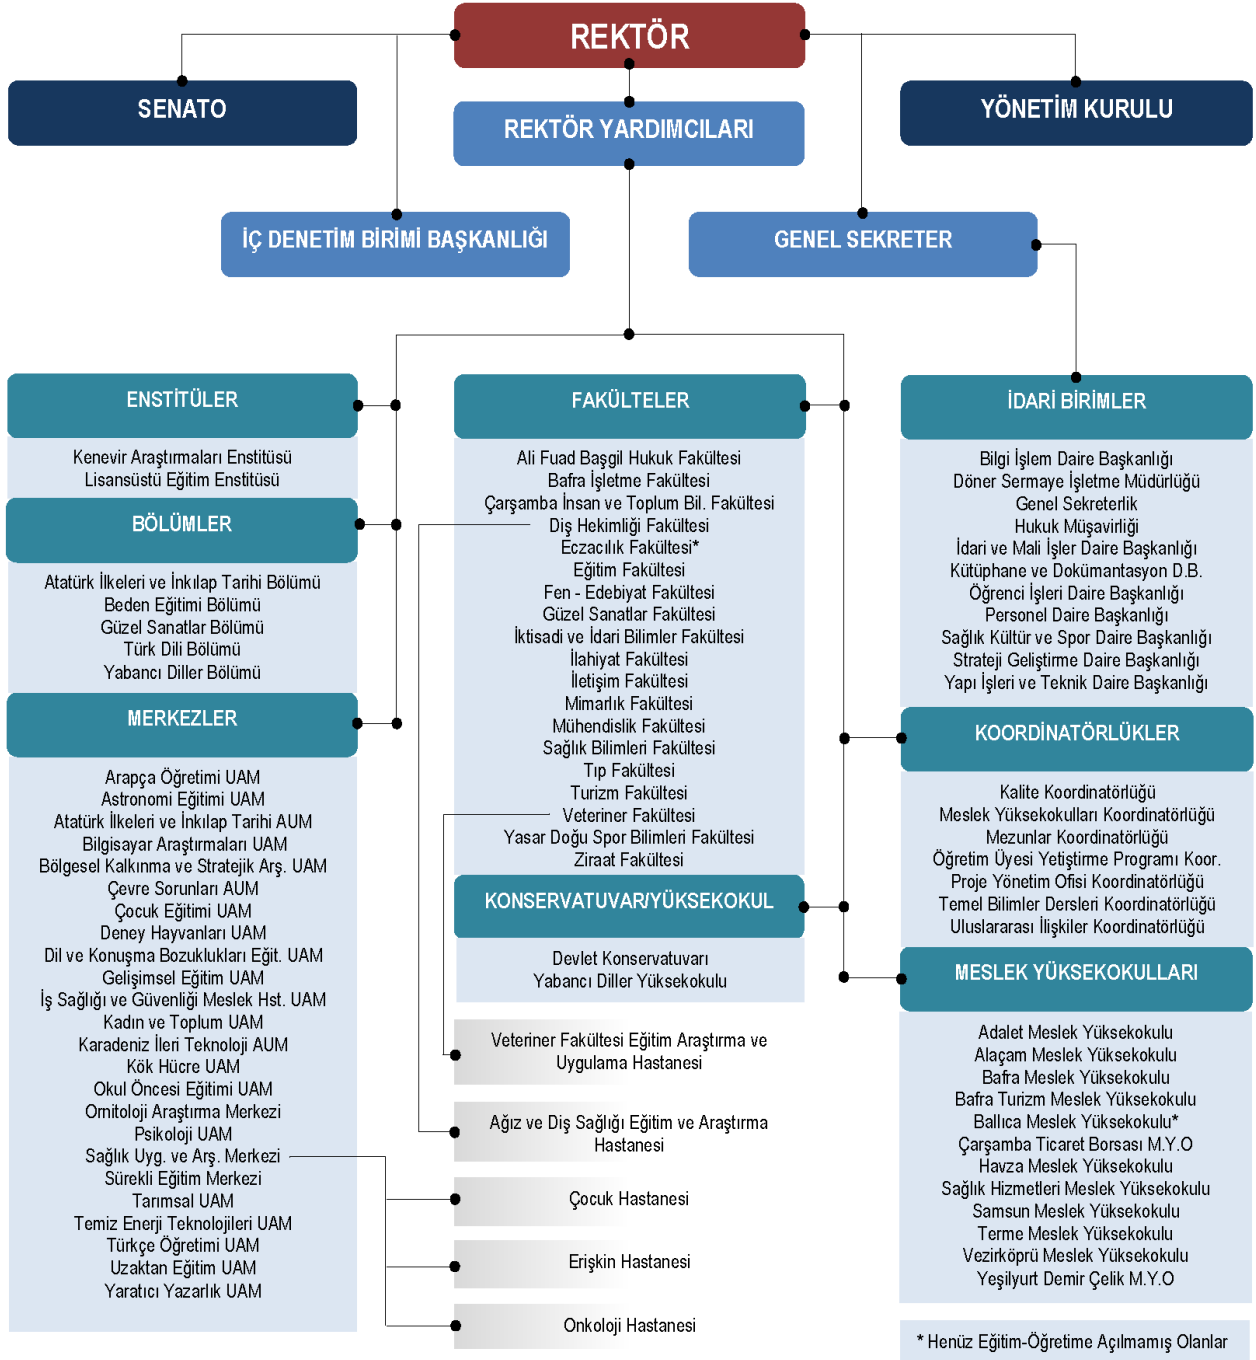 REKTÖR
SENATO
REKTÖR YARDIMCILARI
YÖNETİM KURULU
İÇ DENETİM BİRİMİ BAŞKANLIĞI
GENEL SEKRETER
ENSTİTÜLER
Kenevir Araştırmaları Enstitüsü
Lisansüstü Eğitim Enstitüsü
BÖLÜMLER
Atatürk İlkeleri ve İnkılap Tarihi Bölümü
Beden Eğitimi Bölümü
Güzel Sanatlar Bölümü
Türk Dili Bölümü
Yabancı Diller Bölümü
MERKEZLER
Arapça Öğretimi UAM
Astronomi Eğitimi UAM
Atatürk İlkeleri ve İnkılap Tarihi AUM
Bilgisayar Araştırmaları UAM
Bölgesel Kalkınma ve Stratejik Arş. UAM
Çevre Sorunları AUM
Çocuk Eğitimi UAM
Deney Hayvanları UAM
Dil ve Konuşma Bozuklukları Eğit. UAM
Gelişimsel Eğitim UAM
İş Sağlığı ve Güvenliği Meslek Hst. UAM
Kadın ve Toplum UAM
Karadeniz İleri Teknoloji AUM
Kök Hücre UAM
Okul Öncesi Eğitimi UAM
Ornitoloji Araştırma Merkezi
Psikoloji UAM
Sağlık Uyg. ve Arş. Merkezi
Sürekli Eğitim Merkezi
Tarımsal UAM
Temiz Enerji Teknolojileri UAM
Türkçe Öğretimi UAM
Uzaktan Eğitim UAM
Yaratıcı Yazarlık UAM
FAKÜLTELER
Ali Fuad Başgil Hukuk Fakültesi
Bafra İşletme Fakültesi
Çarşamba İnsan ve Toplum Bil. Fakültesi
Diş Hekimliği Fakültesi
Eczacılık Fakültesi*
Eğitim Fakültesi
Fen - Edebiyat Fakültesi
Güzel Sanatlar Fakültesi
İktisadi ve İdari Bilimler Fakültesi
İlahiyat Fakültesi
İletişim Fakültesi
Mimarlık Fakültesi
Mühendislik Fakültesi
Sağlık Bilimleri Fakültesi
Tıp Fakültesi
Turizm Fakültesi
Veteriner Fakültesi
Yasar Doğu Spor Bilimleri Fakültesi
Ziraat Fakültesi
KONSERVATUVAR/YÜKSEKOKUL
Devlet Konservatuvarı
Yabancı Diller Yüksekokulu
Veteriner Fakültesi Eğitim Araştırma ve
Uygulama Hastanesi
Ağız ve Diş Sağlığı Eğitim ve Araştırma
Hastanesi
Çocuk Hastanesi
Erişkin Hastanesi
Onkoloji Hastanesi
İDARİ BİRİMLER
Bilgi İşlem Daire Başkanlığı
Döner Sermaye İşletme Müdürlüğü
Genel Sekreterlik
Hukuk Müşavirliği
İdari ve Mali İşler Daire Başkanlığı
Kütüphane ve Dokümantasyon D.B.
Öğrenci İşleri Daire Başkanlığı
Personel Daire Başkanlığı
Sağlık Kültür ve Spor Daire Başkanlığı
Strateji Geliştirme Daire Başkanlığı
Yapı İşleri ve Teknik Daire Başkanlığı
KOORDİNATÖRLÜKLER
Kalite Koordinatörlüğü
Meslek Yüksekokulları Koordinatörlüğü
Mezunlar Koordinatörlüğü
Öğretim Üyesi Yetiştirme Programı Koor.
Proje Yönetim Ofisi Koordinatörlüğü
Temel Bilimler Dersleri Koordinatörlüğü
Uluslararası İlişkiler Koordinatörlüğü
MESLEK YÜKSEKOKULLARI
Adalet Meslek Yüksekokulu
Alaçam Meslek Yüksekokulu
Bafra Meslek Yüksekokulu
Bafra Turizm Meslek Yüksekokulu
Ballıca Meslek Yüksekokulu*
Çarşamba Ticaret Borsası M.Y.O
Havza Meslek Yüksekokulu
Sağlık Hizmetleri Meslek Yüksekokulu
Samsun Meslek Yüksekokulu
Terme Meslek Yüksekokulu
Vezirköprü Meslek Yüksekokulu
Yeşilyurt Demir Çelik M.Y.O
* Henüz Eğitim-Öğretime Açılmamış Olanlar